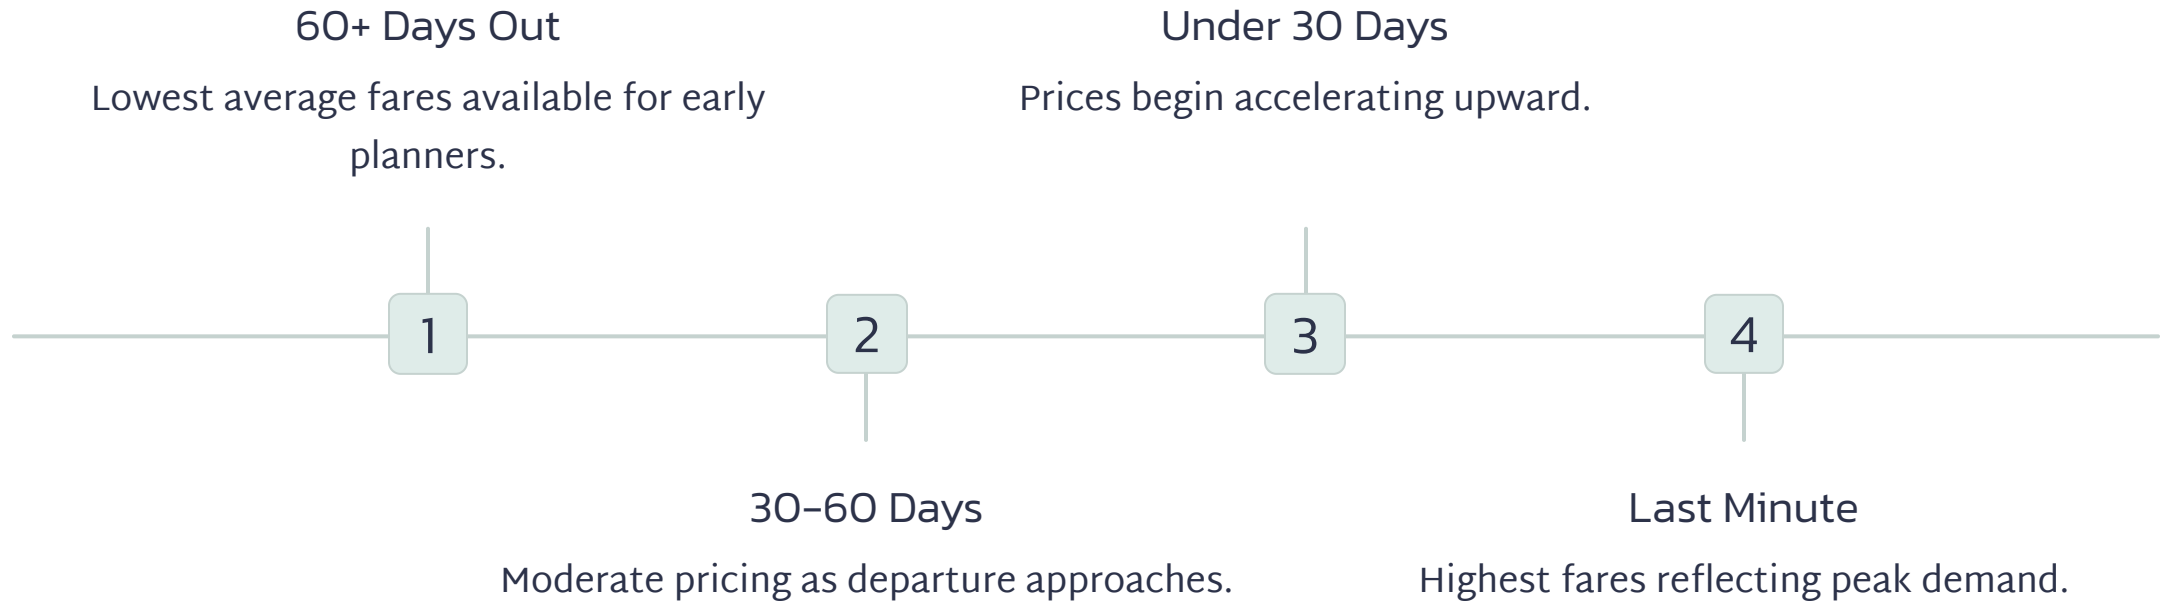 60+ Days Out
Lowest average fares available for early
planners.
Under 30 Days
Prices begin accelerating upward.
1
2
3
4
30-60 Days
Moderate pricing as departure approaches.
Last Minute
Highest fares reflecting peak demand.